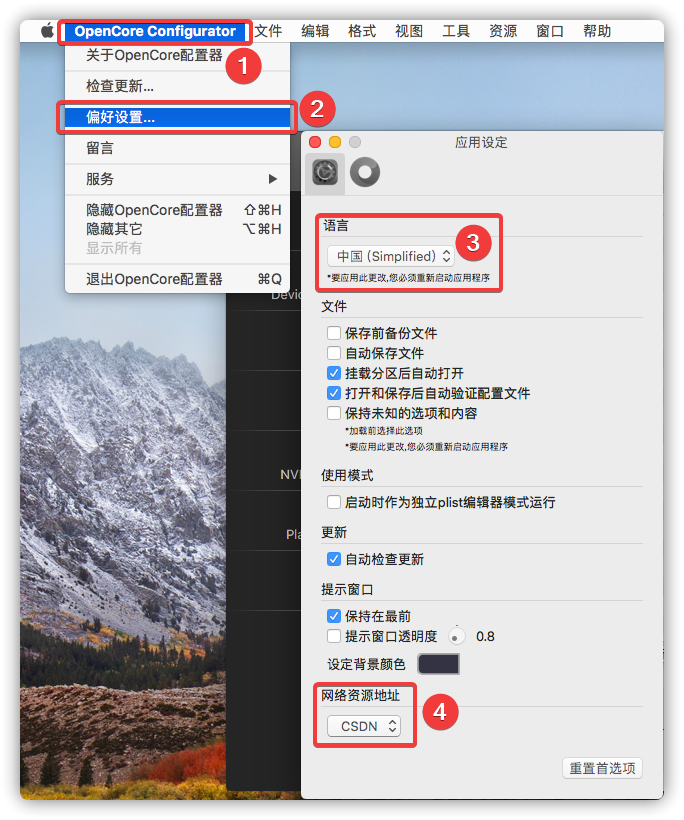 OpenCore Configurator 文件 编辑 格式 视图 工具 资源 窗口 帮助
关于OpenCore配置器
1
检查更新...
偏好设置...
2
留言
服务
隐藏OpenCore配置器 ⇧⌘H
隐藏其它 ⌥⌘H
显示所有
退出OpenCore配置器 ⌘Q
Devic
NV
Pla
应用设定
语言
中国 (Simplified)
3
*要应用此更改,您必须重新启动应用程序
文件
保存前备份文件
自动保存文件
挂载分区后自动打开
打开和保存后自动验证配置文件
保持未知的选项和内容
*加载前选择此选项
*要应用此更改,您必须重新启动应用程序
使用模式
启动时作为独立plist编辑器模式运行
更新
自动检查更新
提示窗口
保持在最前
提示窗口透明度 0.8
设定背景颜色
网络资源地址
CSDN
4
重置首选项